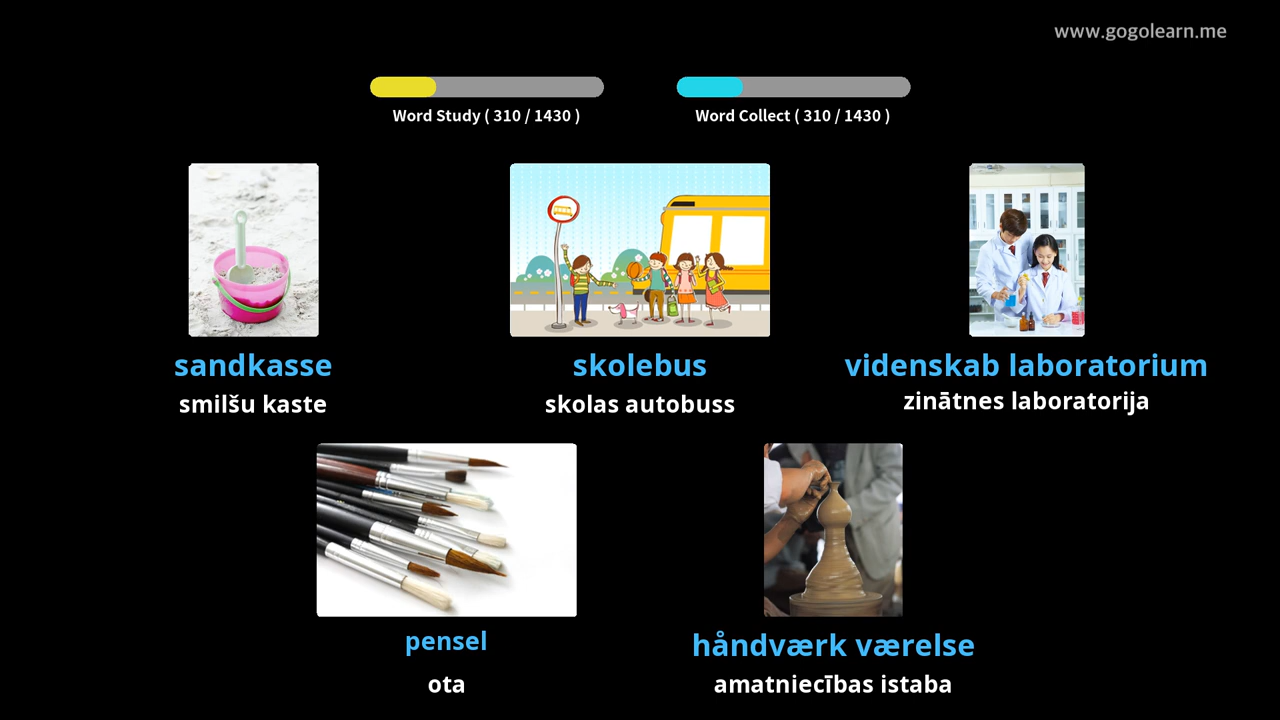 www.gogolearn.me
Word Study ( 310 / 1430 )
Word Collect ( 310 / 1430 )
sandkasse
smilšu kaste
skolebus
skolas autobuss
videnskab laboratorium
zinātnes laboratorija
pensel
ota
håndværk værelse
amatniecības istaba